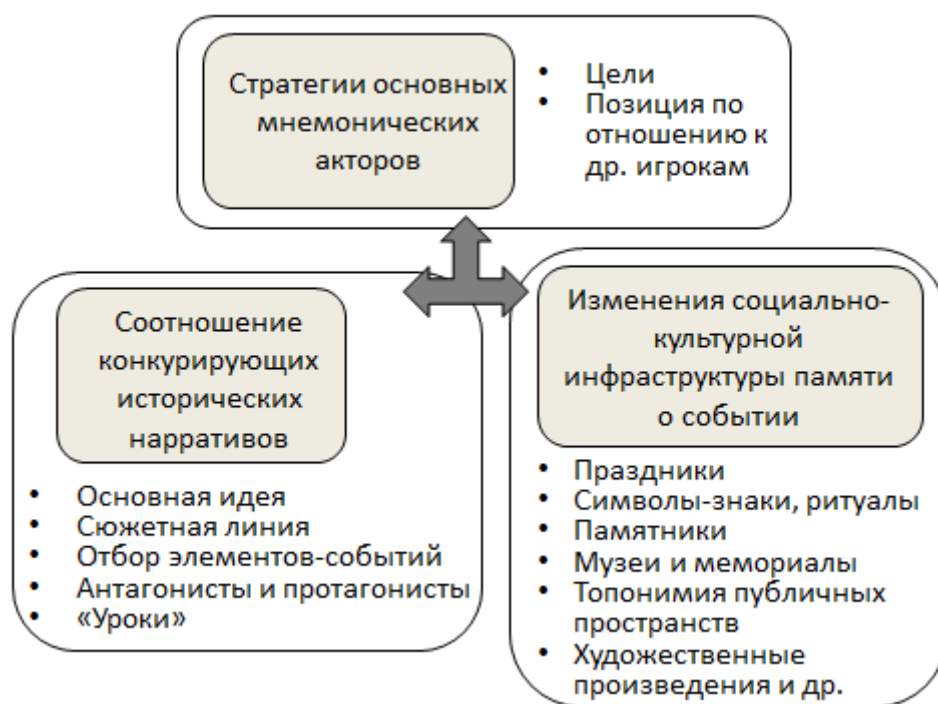 Стратегии основных
мнемонических
акторов
• Цели
• Позиция по
отношению к
др. игрокам
Соотношение
конкурирующих
исторических
нарративов
• Основная идея
• Сюжетная линия
• Отбор элементов-событий
• Антагонисты и протагонисты
• «Уроки»
Изменения социально-
культурной
инфраструктуры памяти
о событии
• Праздники
• Символы-знаки, ритуалы
• Памятники
• Музеи и мемориалы
• Топонимия публичных
пространств
• Художественные
произведения и др.